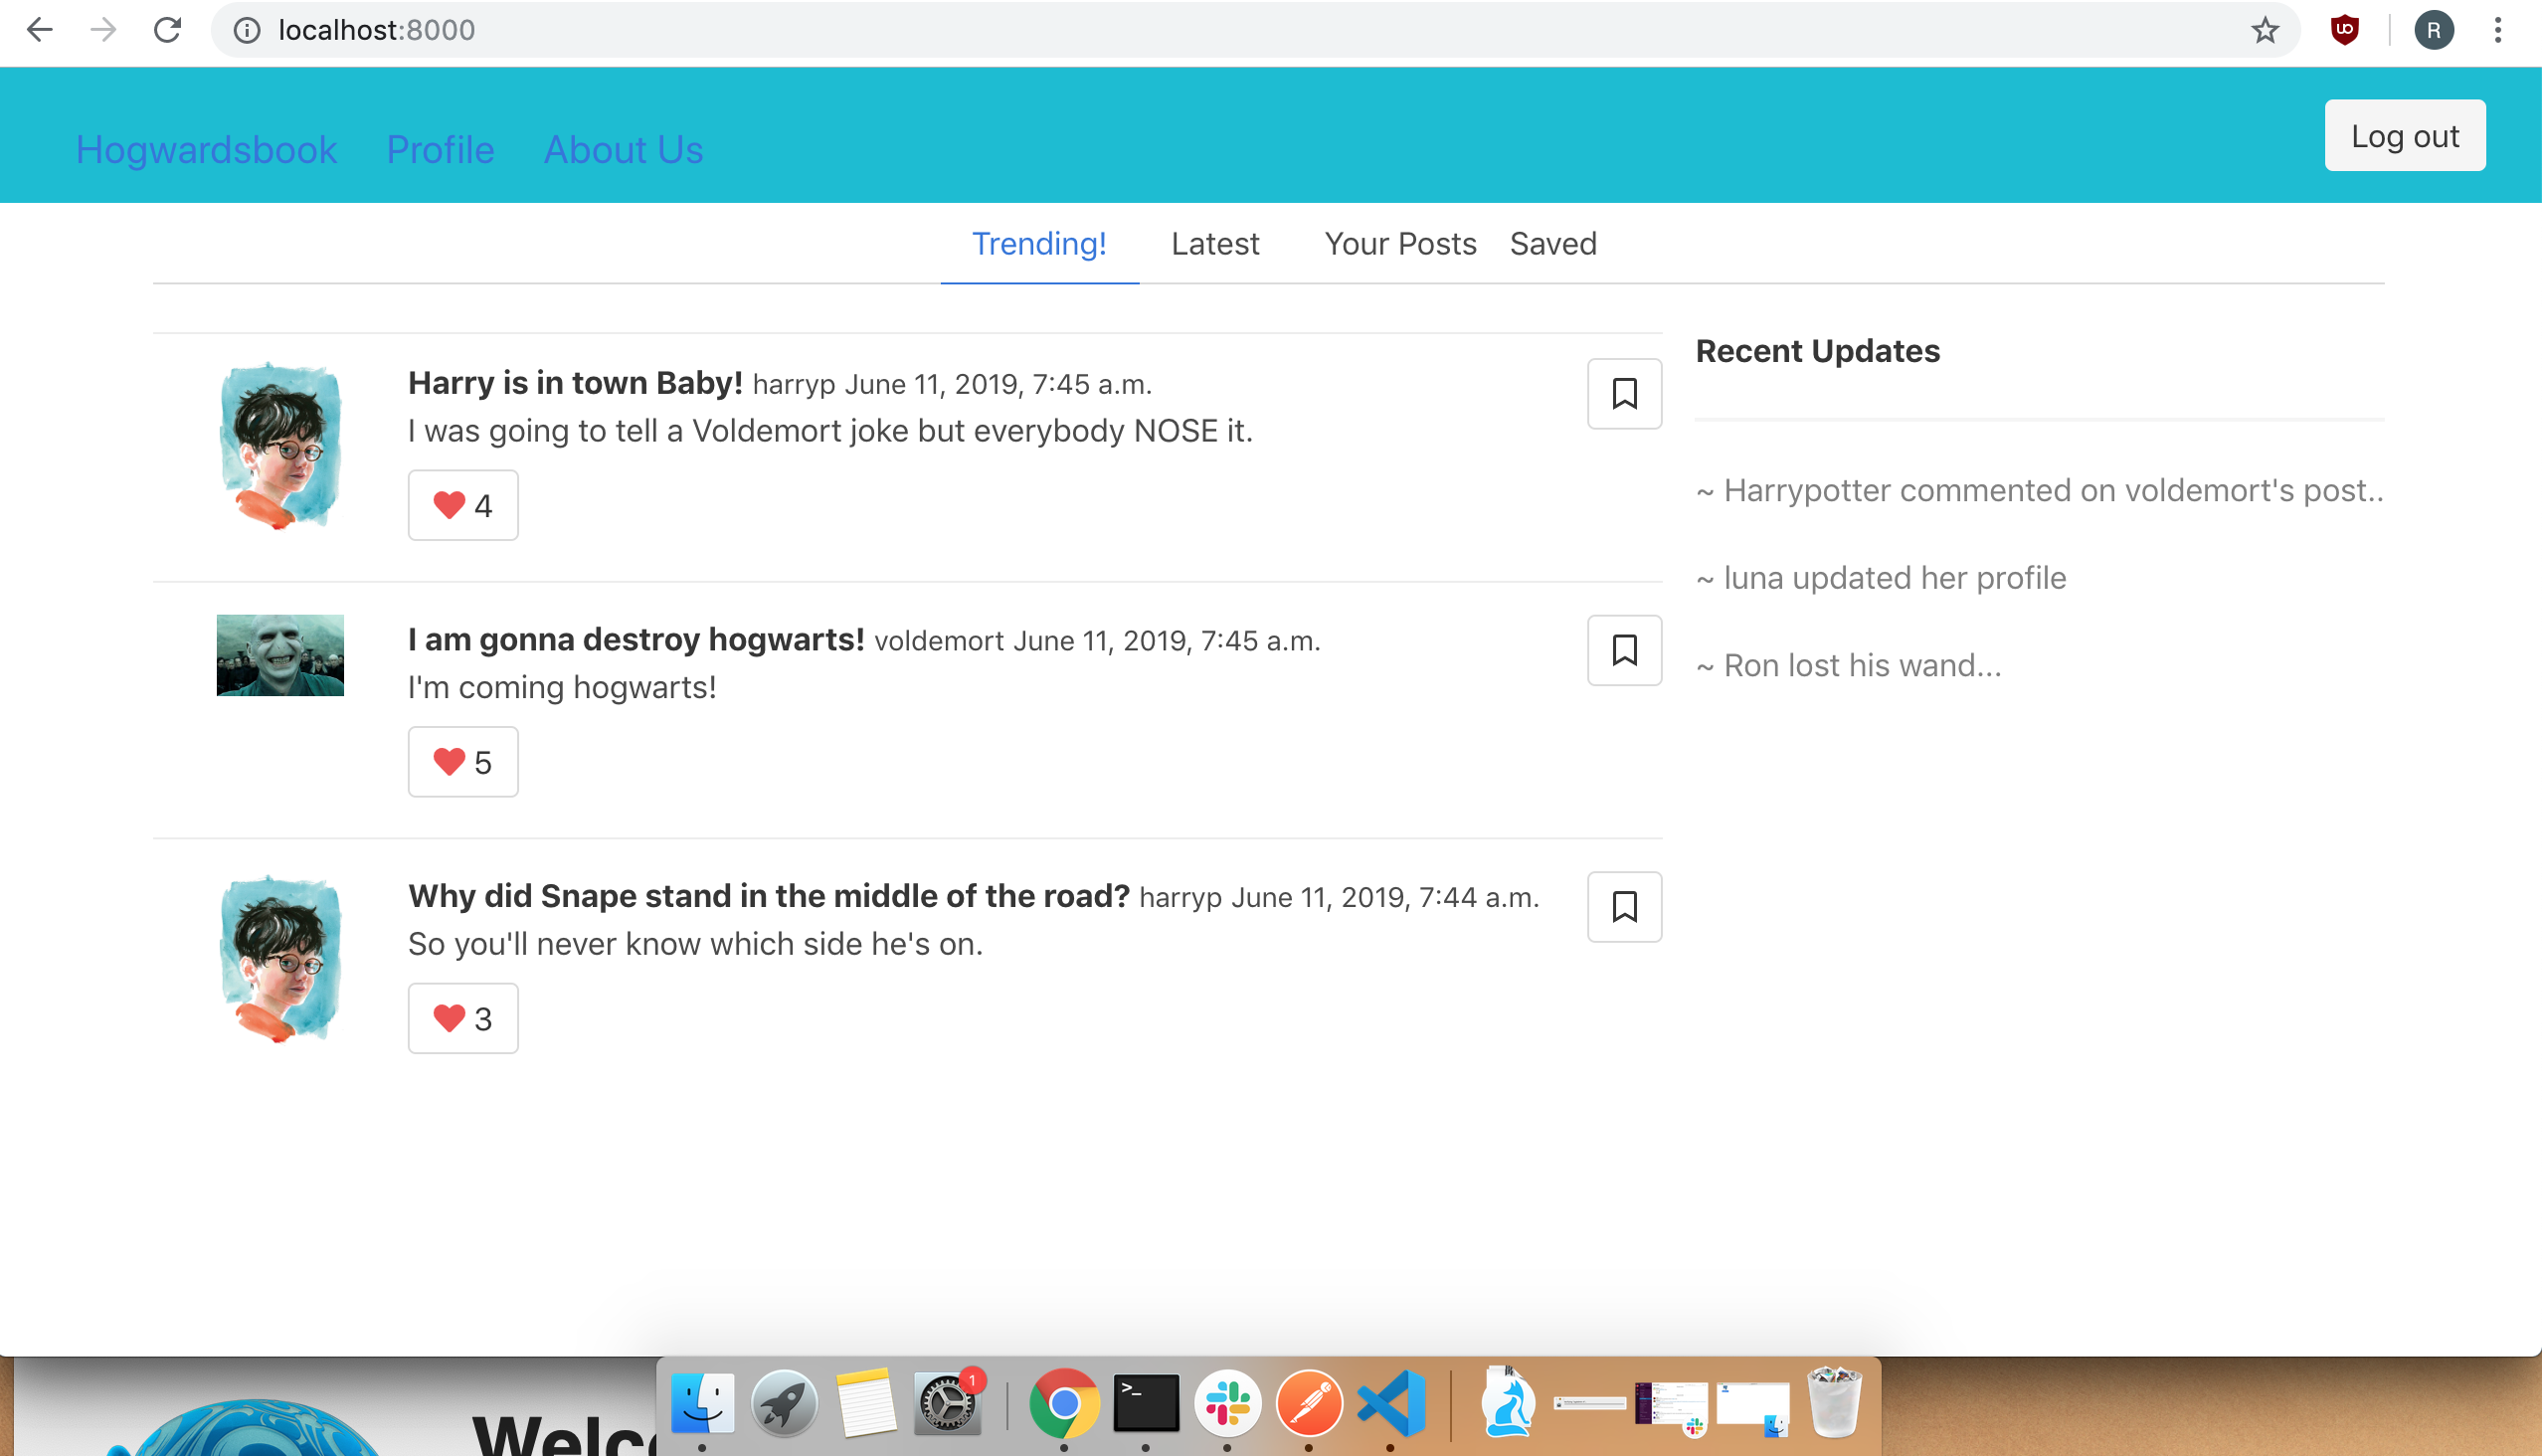 localhost:8000
R
Hogwardsbook Profile About Us
Log out
Trending! Latest Your Posts Saved
Harry is in town Baby! harryp June 11, 2019, 7:45 a.m.
I was going to tell a Voldemort joke but everybody NOSE it.
4
I am gonna destroy hogwarts! voldemort June 11, 2019, 7:45 a.m.
I'm coming hogwarts!
5
Why did Snape stand in the middle of the road? harryp June 11, 2019, 7:44 a.m.
So you'll never know which side he's on.
3
Recent Updates
~ Harrypotter commented on voldemort's post..
~ luna updated her profile
~ Ron lost his wand...
1
>_